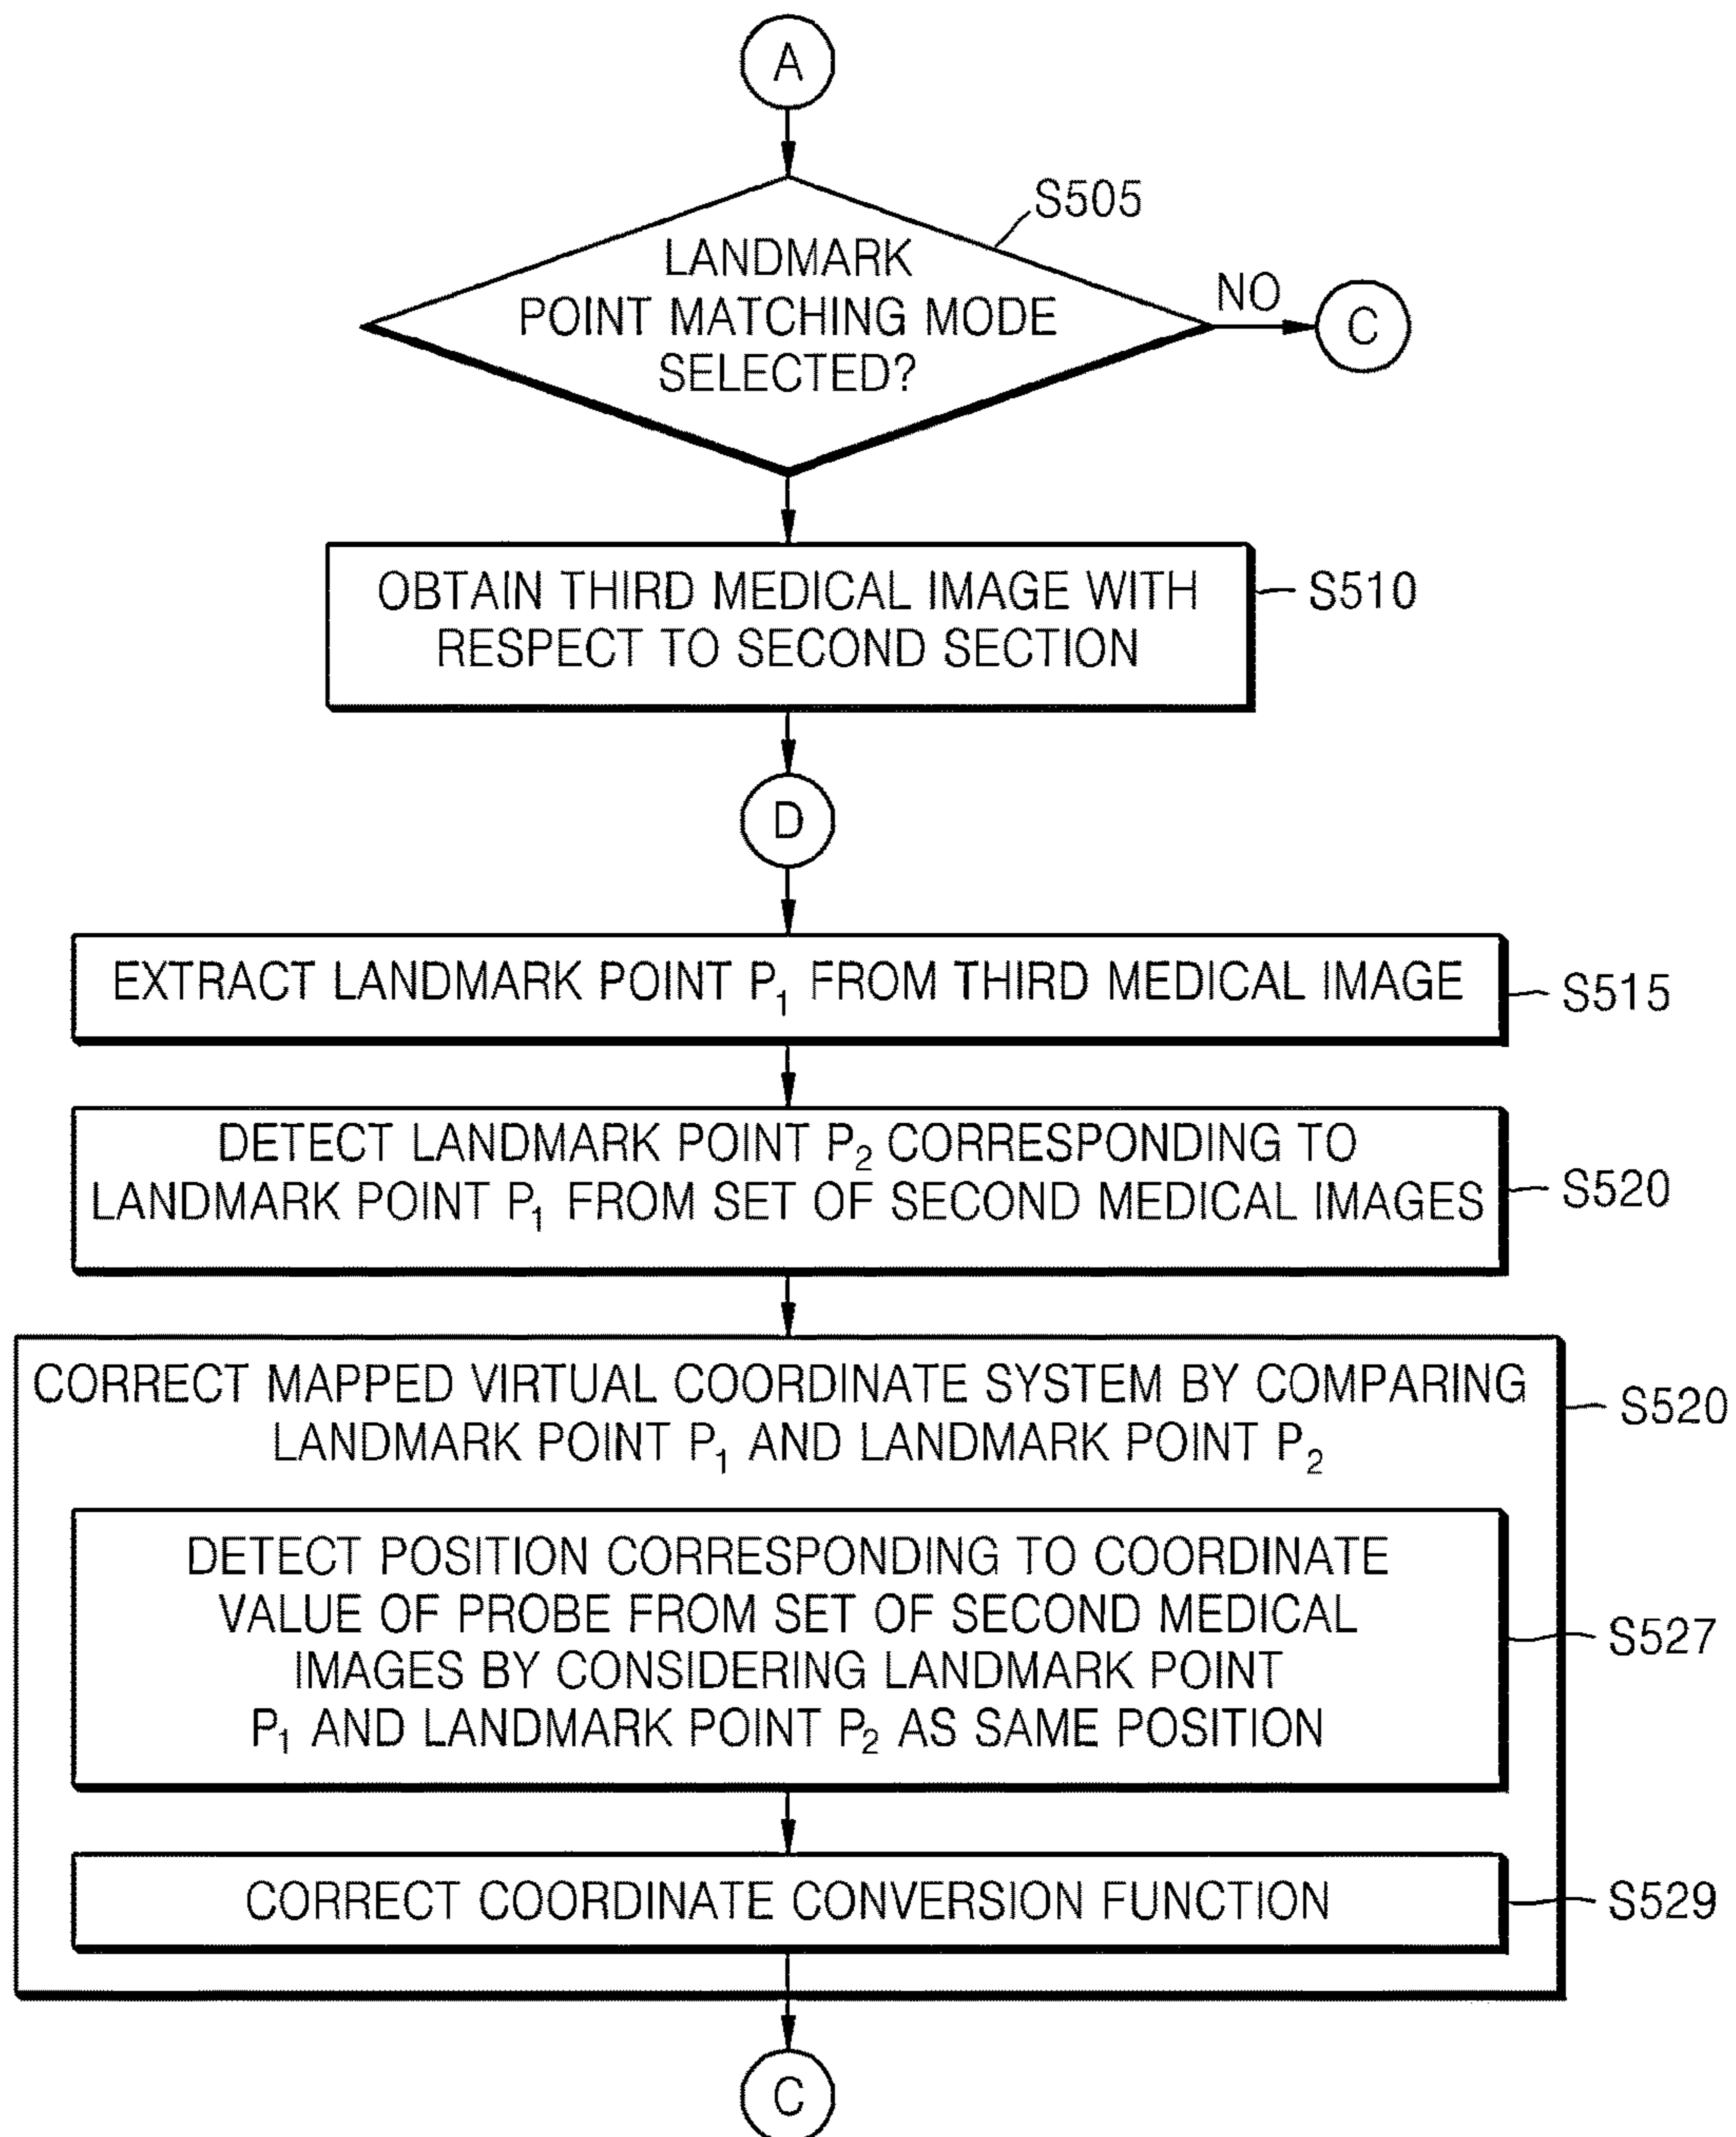 A
S505
LANDMARK
POINT MATCHING MODE
SELECTED?
NO
C
OBTAIN THIRD MEDICAL IMAGE WITH
RESPECT TO SECOND SECTION
S510
D
EXTRACT LANDMARK POINT P₁ FROM THIRD MEDICAL IMAGE
S515
DETECT LANDMARK POINT P₂ CORRESPONDING TO
LANDMARK POINT P₁ FROM SET OF SECOND MEDICAL IMAGES
S520
CORRECT MAPPED VIRTUAL COORDINATE SYSTEM BY COMPARING
LANDMARK POINT P₁ AND LANDMARK POINT P₂
S520
DETECT POSITION CORRESPONDING TO COORDINATE
VALUE OF PROBE FROM SET OF SECOND MEDICAL
IMAGES BY CONSIDERING LANDMARK POINT
P₁ AND LANDMARK POINT P₂ AS SAME POSITION
S527
CORRECT COORDINATE CONVERSION FUNCTION
S529
C